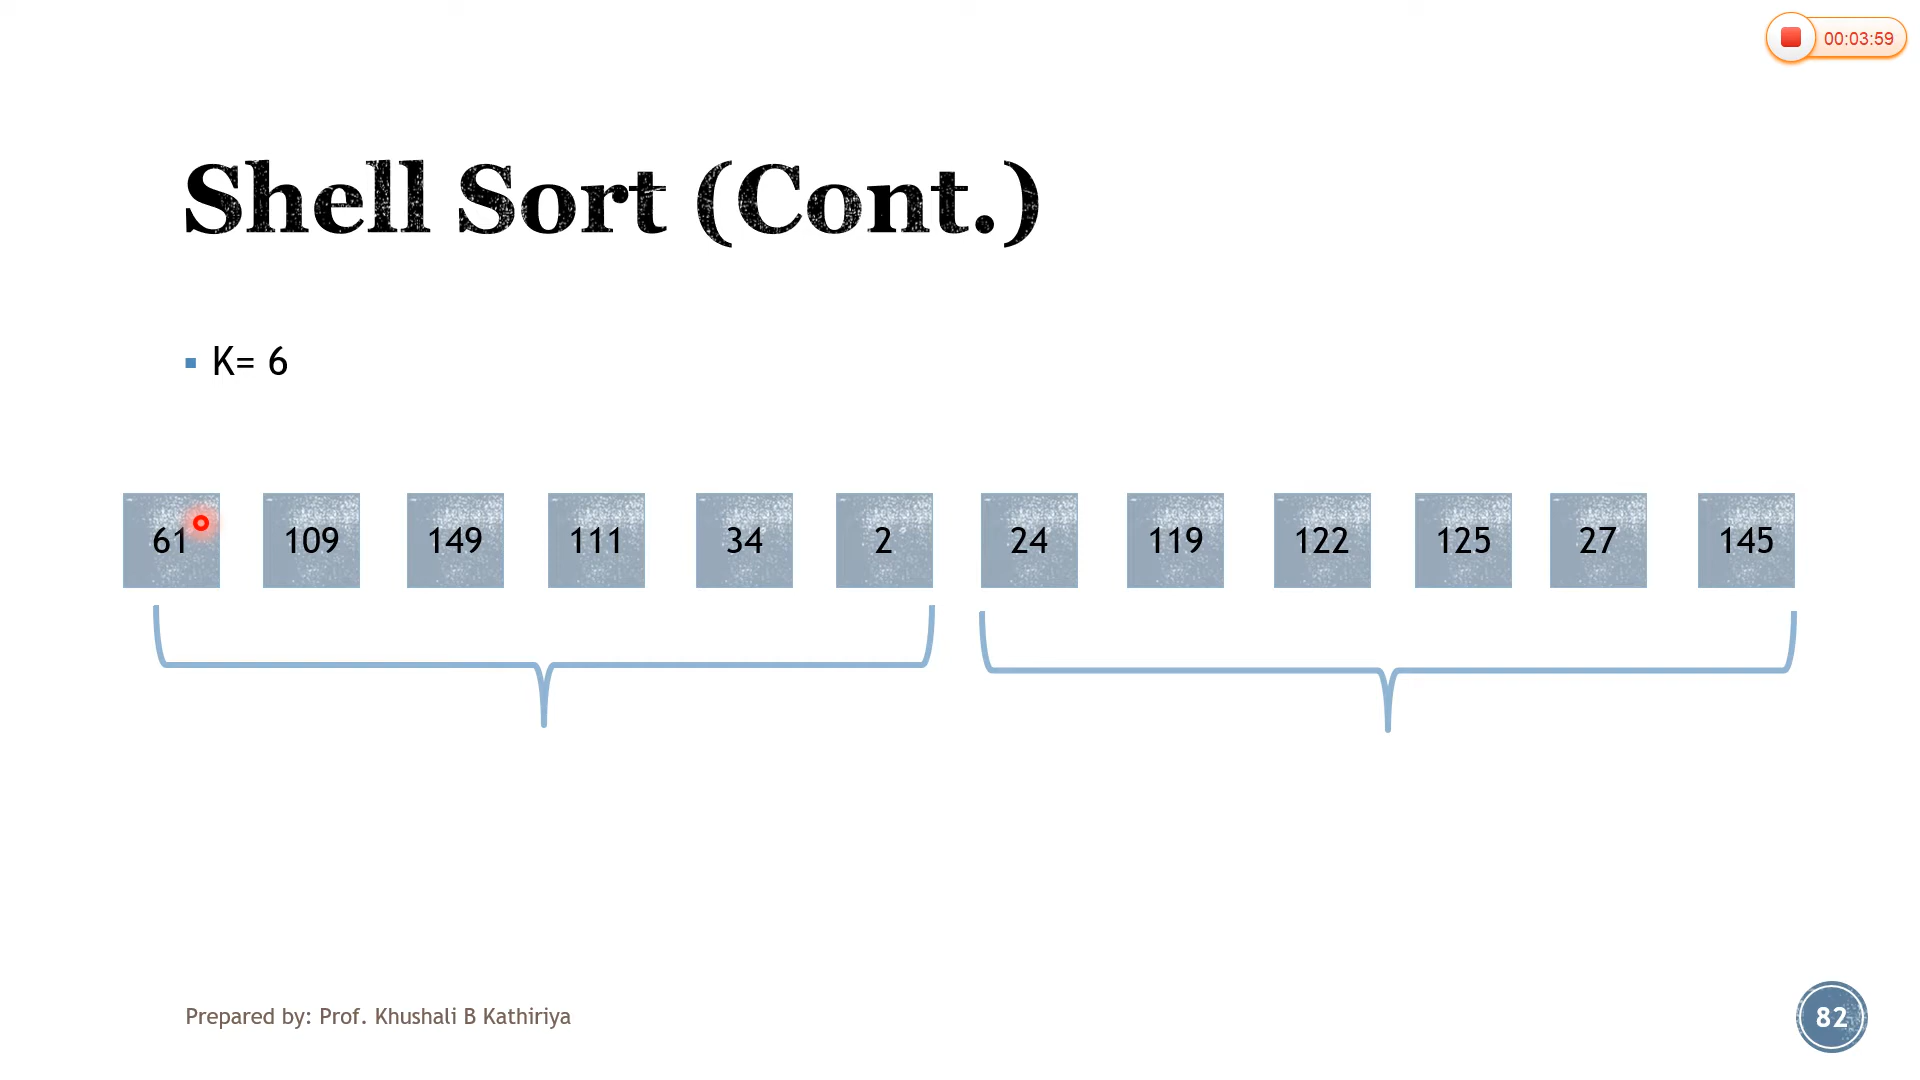 00:03:59
Shell Sort (Cont.)
K= 6
61 109 149 111 34 2 24 119 122 125 27 145
Prepared by: Prof. Khushali B Kathiriya
82